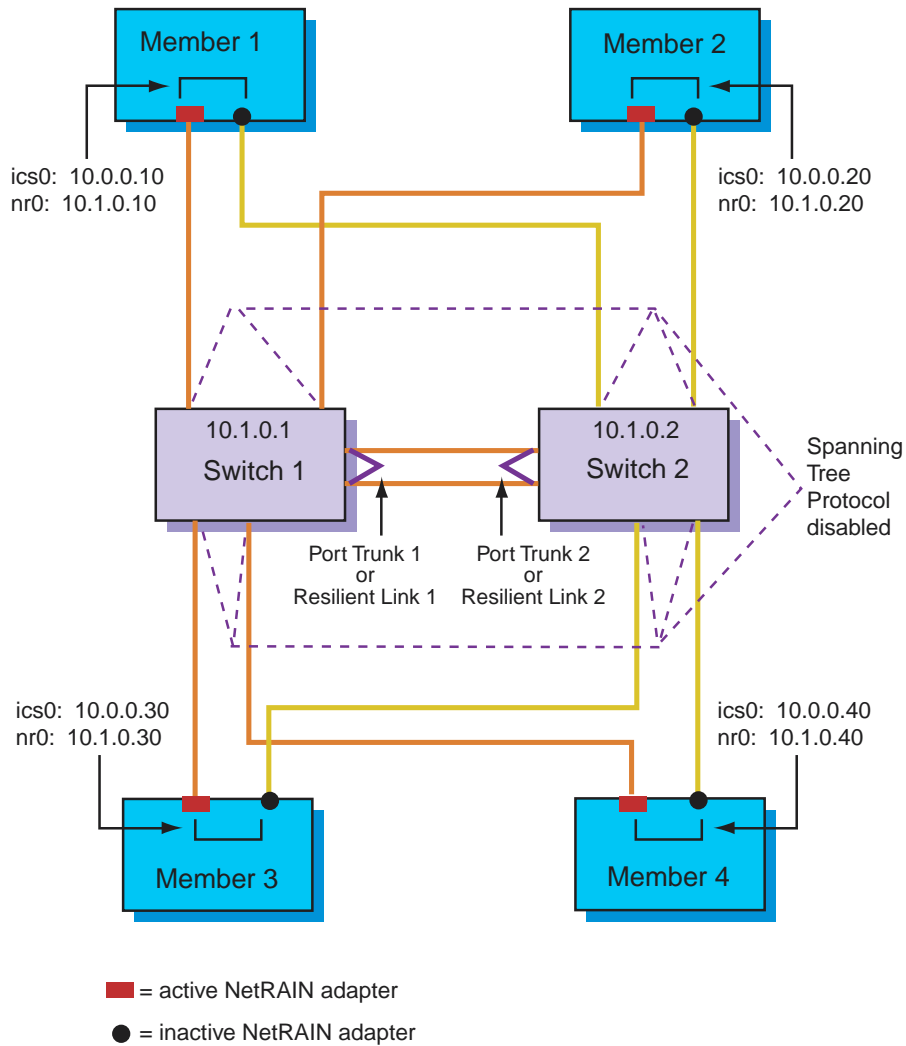 Member 1
Member 2
ics0: 10.0.0.10
nr0: 10.1.0.10
ics0: 10.0.0.20
nr0: 10.1.0.20
10.1.0.1
Switch 1
10.1.0.2
Switch 2
Spanning
Tree
Protocol
disabled
Port Trunk 1
or
Resilient Link 1
Port Trunk 2
or
Resilient Link 2
ics0: 10.0.0.30
nr0: 10.1.0.30
ics0: 10.0.0.40
nr0: 10.1.0.40
Member 3
Member 4
= active NetRAIN adapter
= inactive NetRAIN adapter